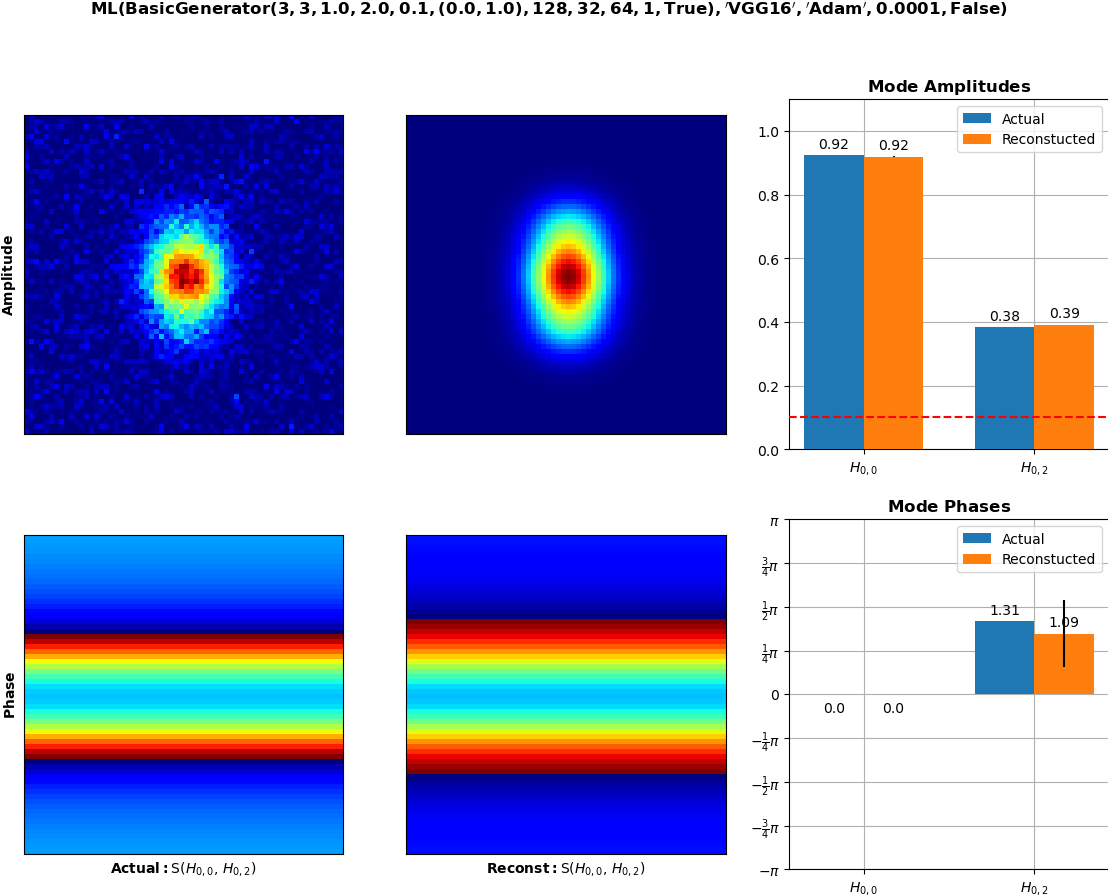 ML(BasicGenerator(3, 3, 1.0, 2.0, 0.1, (0.0, 1.0), 128, 32, 64, 1, True), ′VGG16′, ′Adam′, 0.0001, False)
Amplitude
Mode Amplitudes
Actual
Reconstucted
1.0
0.8
0.6
0.4
0.2
0.0
0.92
0.92
0.38
0.39
H0,0
H0,2
Phase
Actual: S(H0,0, H0,2)
Reconst: S(H0,0, H0,2)
Mode Phases
Actual
Reconstucted
π
3/4π
1/2π
1/4π
0
−1/4π
−1/2π
−3/4π
−π
0.0
0.0
1.31
1.09
H0,0
H0,2